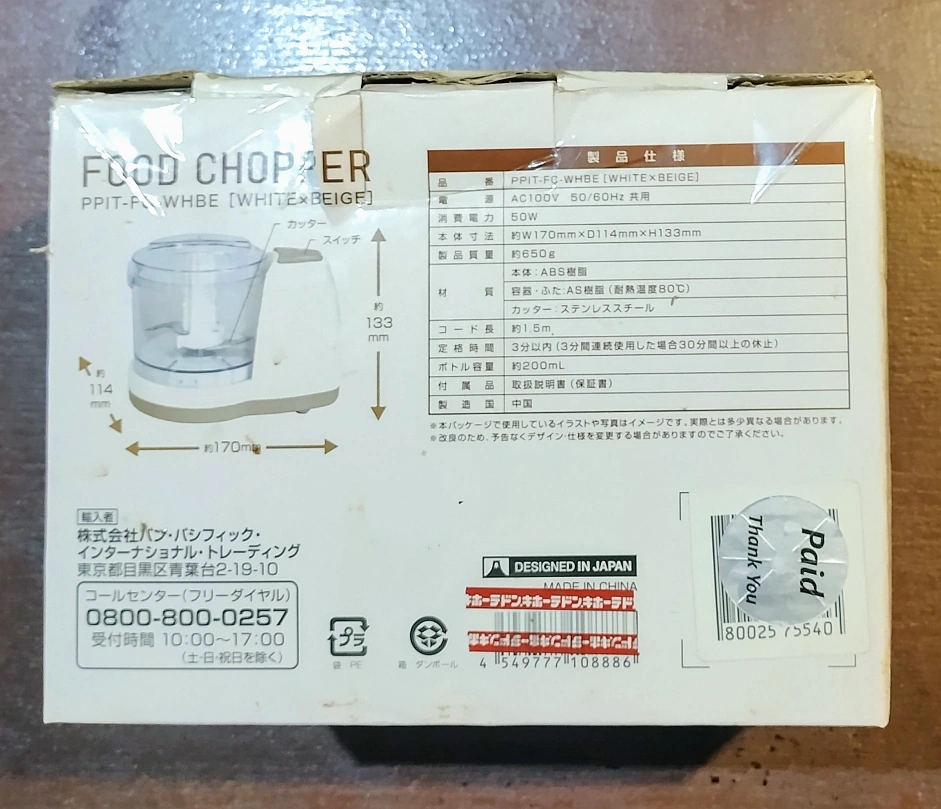 FOOD CHOPPER
PPIT-FC-WHBE [WHITE×BEIGE]
カッター
スイッチ
約
133
mm
約
114
mm
約170mm
製品仕様
品番 PPIT-FC-WHBE [WHITE×BEIGE]
電源 AC100V 50/60Hz 共用
消費電力 50W
本体寸法 約W170mm×D114mm×H133mm
製品質量 約650g
材質 本体:ABS樹脂
容器・ふた:AS樹脂(耐熱温度80℃)
カッター:ステンレススチール
コード長 約1.5m
定格時間 3分以内(3分間連続使用した場合30分間以上の休止)
ボトル容量 約200mL
付属品 取扱説明書(保証書)
製造国 中国
※本パッケージで使用しているイラストや写真はイメージです。実際とは多少異なる場合があります。
※改良のため、予告なくデザイン・仕様を変更する場合がありますのでご了承ください。
輸入者
株式会社パン・パシフィック・
インターナショナル・トレーディング
東京都目黒区青葉台2-19-10
コールセンター(フリーダイヤル)
0800-800-0257
受付時間 10:00〜17:00
(土・日・祝日を除く)
プラ
袋 PE
箱 ダンボール
DESIGNED IN JAPAN
MADE IN CHINA
ホーテドンキホーテドンキホーテド
4 549777 108886
Paid
Thank You
80025 75540